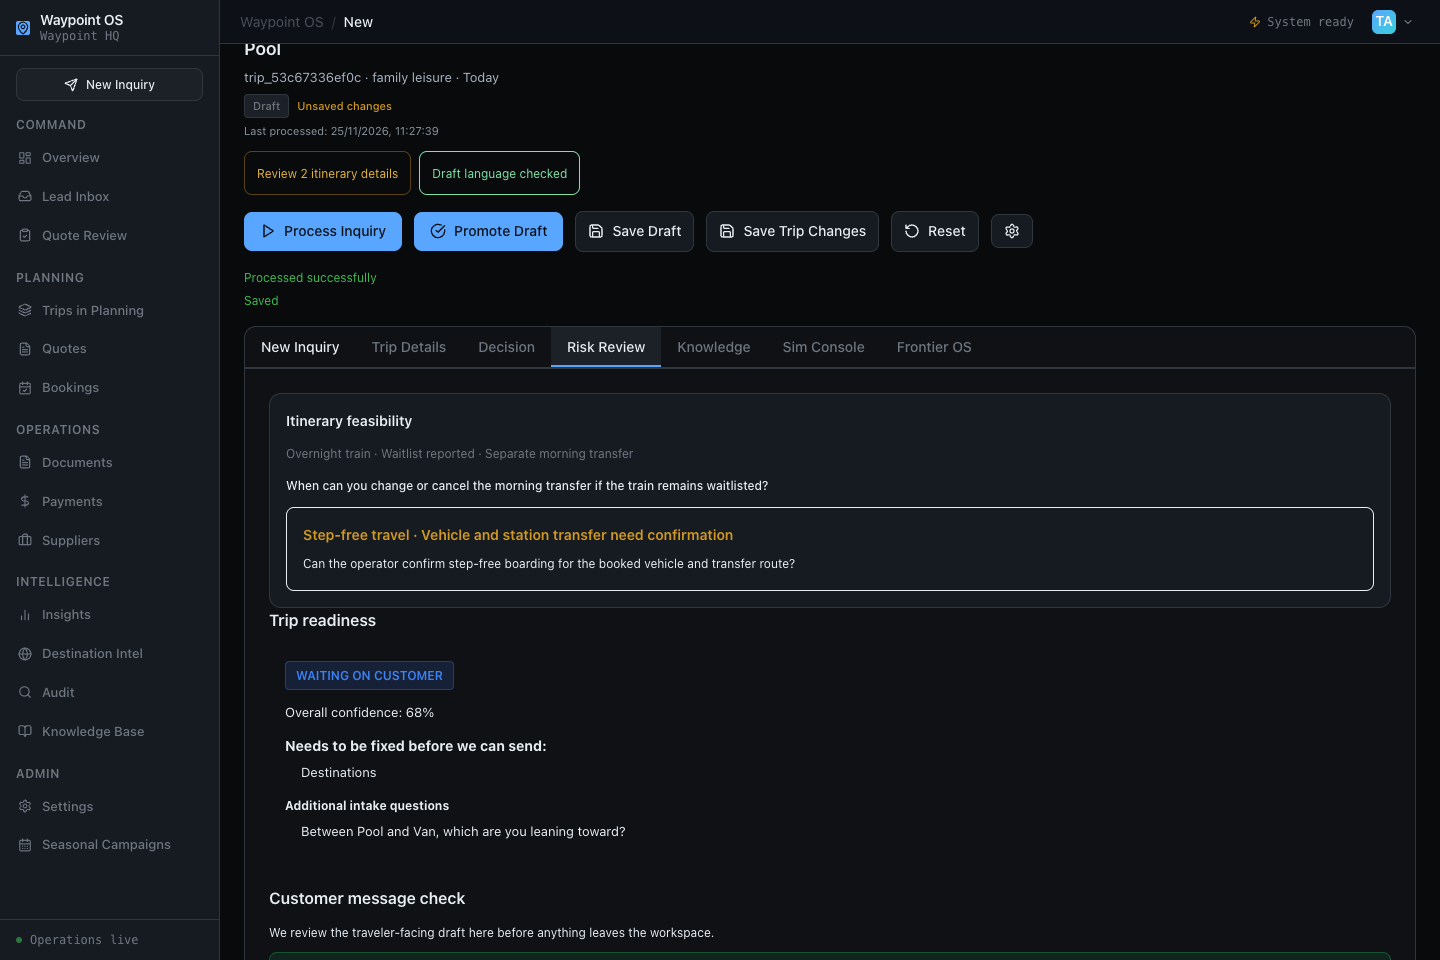 Waypoint OS
Waypoint HQ
New Inquiry
COMMAND
Overview
Lead Inbox
Quote Review
PLANNING
Trips in Planning
Quotes
Bookings
OPERATIONS
Documents
Payments
Suppliers
INTELLIGENCE
Insights
Destination Intel
Audit
Knowledge Base
ADMIN
Settings
Seasonal Campaigns
Operations live
Waypoint OS / New
System ready
TA
Pool
trip_53c67336ef0c · family leisure · Today
Draft Unsaved changes
Last processed: 25/11/2026, 11:27:39
Review 2 itinerary details
Draft language checked
Process Inquiry
Promote Draft
Save Draft
Save Trip Changes
Reset
Processed successfully
Saved
New Inquiry
Trip Details
Decision
Risk Review
Knowledge
Sim Console
Frontier OS
Itinerary feasibility
Overnight train · Waitlist reported · Separate morning transfer
When can you change or cancel the morning transfer if the train remains waitlisted?
Step-free travel · Vehicle and station transfer need confirmation
Can the operator confirm step-free boarding for the booked vehicle and transfer route?
Trip readiness
WAITING ON CUSTOMER
Overall confidence: 68%
Needs to be fixed before we can send:
Destinations
Additional intake questions
Between Pool and Van, which are you leaning toward?
Customer message check
We review the traveler-facing draft here before anything leaves the workspace.